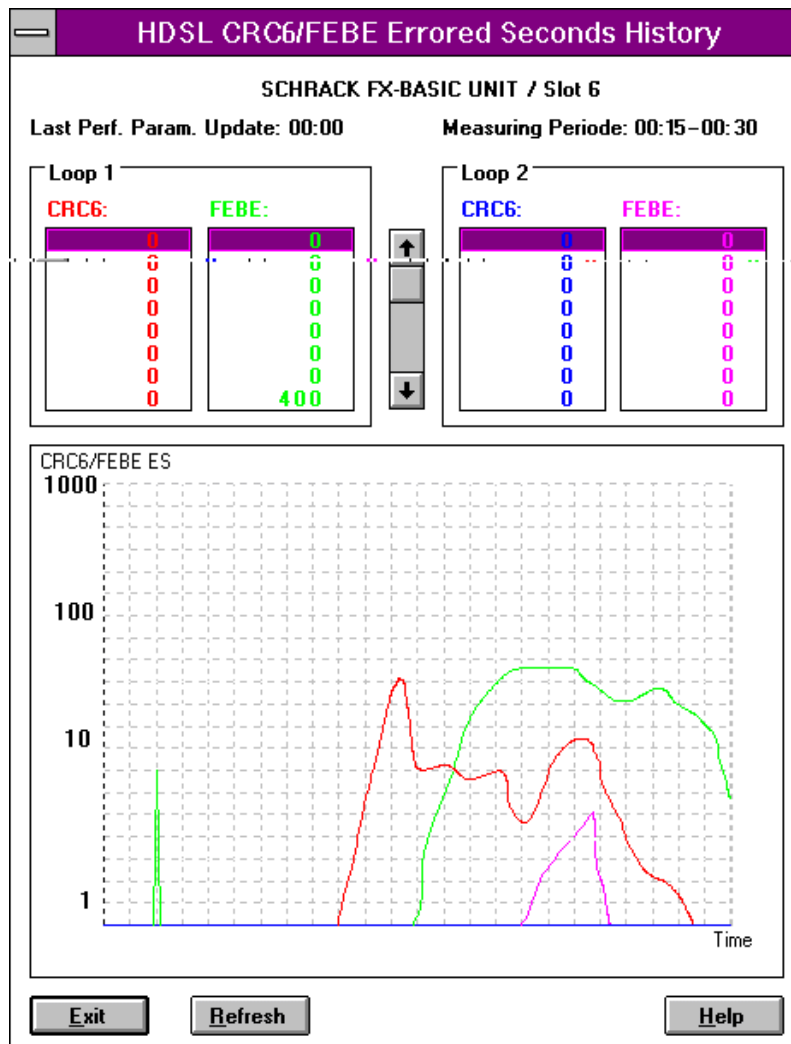 HDSL CRC6/FEBE Errored Seconds History
SCHRACK FX-BASIC UNIT / Slot 6
Last Perf. Param. Update: 00:00 Measuring Periode: 00:15-00:30
Loop 1 Loop 2
CRC6: FEBE: CRC6: FEBE:
0 0 0 0
0 0 0 0
0 0 0 0
0 0 0 0
0 0 0 0
0 0 0 0
0 0 0 0
0 400 0 0
CRC6/FEBE ES
1000
100
10
1
Time
Exit Refresh Help